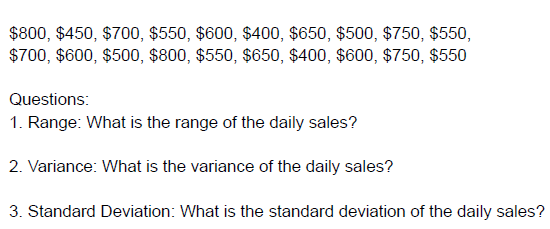 $800, $450, $700, $550, $600, $400, $650, $500, $750, $550,
$700, $600, $500, $800, $550, $650, $400, $600, $750, $550
Questions:
1. Range: What is the range of the daily sales?
2. Variance: What is the variance of the daily sales?
3. Standard Deviation: What is the standard deviation of the daily sales?